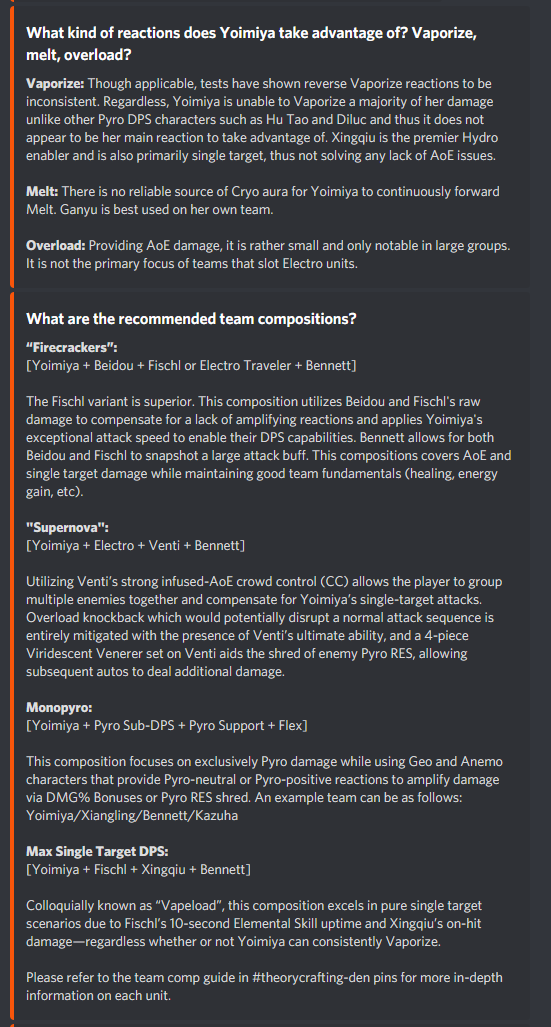 What kind of reactions does Yoimiya take advantage of? Vaporize,
melt, overload?
Vaporize: Though applicable, tests have shown reverse Vaporize reactions to be
inconsistent. Regardless, Yoimiya is unable to Vaporize a majority of her damage
unlike other Pyro DPS characters such as Hu Tao and Diluc and thus it does not
appear to be her main reaction to take advantage of. Xingqiu is the premier Hydro
enabler and is also primarily single target, thus not solving any lack of AoE issues.
Melt: There is no reliable source of Cryo aura for Yoimiya to continuously forward
Melt. Ganyu is best used on her own team.
Overload: Providing AoE damage, it is rather small and only notable in large groups.
It is not the primary focus of teams that slot Electro units.
What are the recommended team compositions?
“Firecrackers”:
[Yoimiya + Beidou + Fischl or Electro Traveler + Bennett]
The Fischl variant is superior. This composition utilizes Beidou and Fischl's raw
damage to compensate for a lack of amplifying reactions and applies Yoimiya's
exceptional attack speed to enable their DPS capabilities. Bennett allows for both
Beidou and Fischl to snapshot a large attack buff. This compositions covers AoE and
single target damage while maintaining good team fundamentals (healing, energy
gain, etc).
"Supernova":
[Yoimiya + Electro + Venti + Bennett]
Utilizing Venti’s strong infused-AoE crowd control (CC) allows the player to group
multiple enemies together and compensate for Yoimiya’s single-target attacks.
Overload knockback which would potentially disrupt a normal attack sequence is
entirely mitigated with the presence of Venti’s ultimate ability, and a 4-piece
Viridescent Venerer set on Venti aids the shred of enemy Pyro RES, allowing
subsequent autos to deal additional damage.
Monopyro:
[Yoimiya + Pyro Sub-DPS + Pyro Support + Flex]
This composition focuses on exclusively Pyro damage while using Geo and Anemo
characters that provide Pyro-neutral or Pyro-positive reactions to amplify damage
via DMG% Bonuses or Pyro RES shred. An example team can be as follows:
Yoimiya/Xiangling/Bennett/Kazuha
Max Single Target DPS:
[Yoimiya + Fischl + Xingqiu + Bennett]
Colloquially known as “Vapeload”, this composition excels in pure single target
scenarios due to Fischl’s 10-second Elemental Skill uptime and Xingqiu’s on-hit
damage—regardless whether or not Yoimiya can consistently Vaporize.
Please refer to the team comp guide in #theorycrafting-den pins for more in-depth
information on each unit.